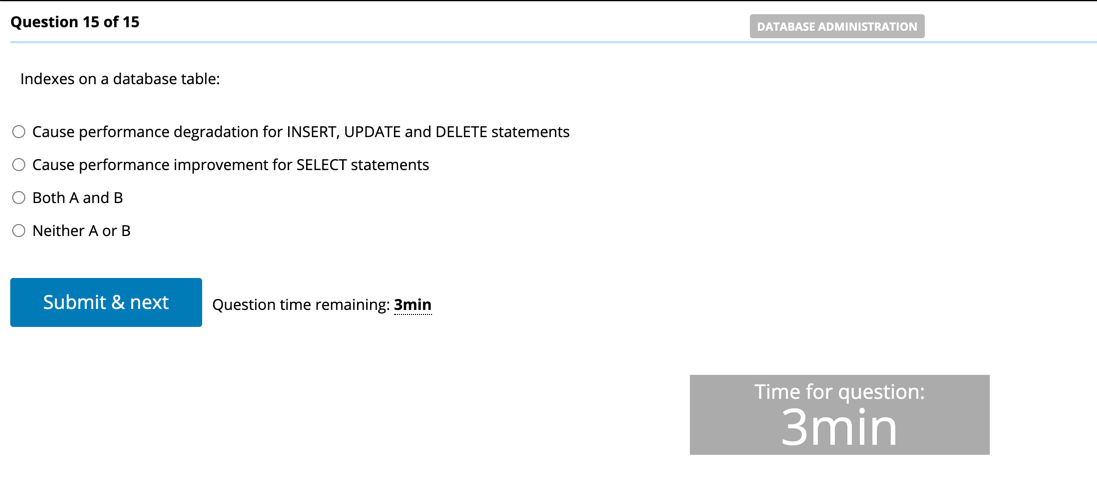 Question 15 of 15
DATABASE ADMINISTRATION
Indexes on a database table:
Cause performance degradation for INSERT, UPDATE and DELETE statements
Cause performance improvement for SELECT statements
Both A and B
Neither A or B
Submit & next
Question time remaining: 3min
Time for question:
3min